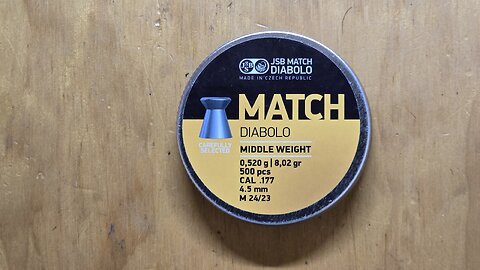 JSB
JSB MATCH
DIABOLO
MADE IN CZECH REPUBLIC
MATCH
DIABOLO
CAREFULLY
SELECTED
MIDDLE WEIGHT
0,520 g | 8,02 gr
500 pcs
CAL .177
4.5 mm
M 24/23